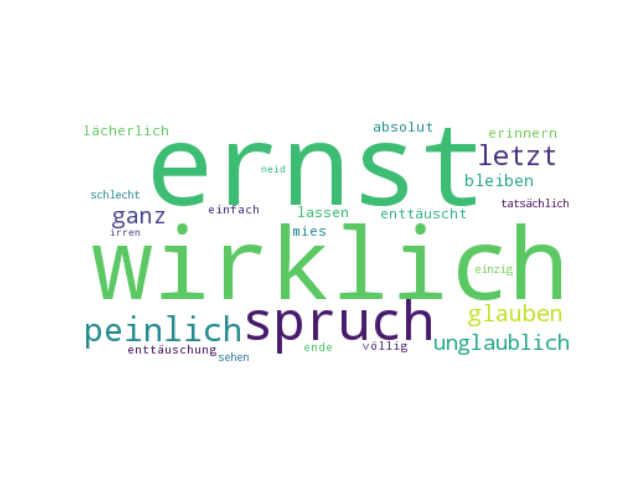 lächerlich
absolut
erinnern
ernst
letzt
neid
bleiben
schlecht
tatsächlich
ganz
einfach
lassen
enttäuscht
irren
mies
wirklich
einzig
peinlich
spruch
glauben
enttäuschung
ende
völlig
unglaublich
sehen